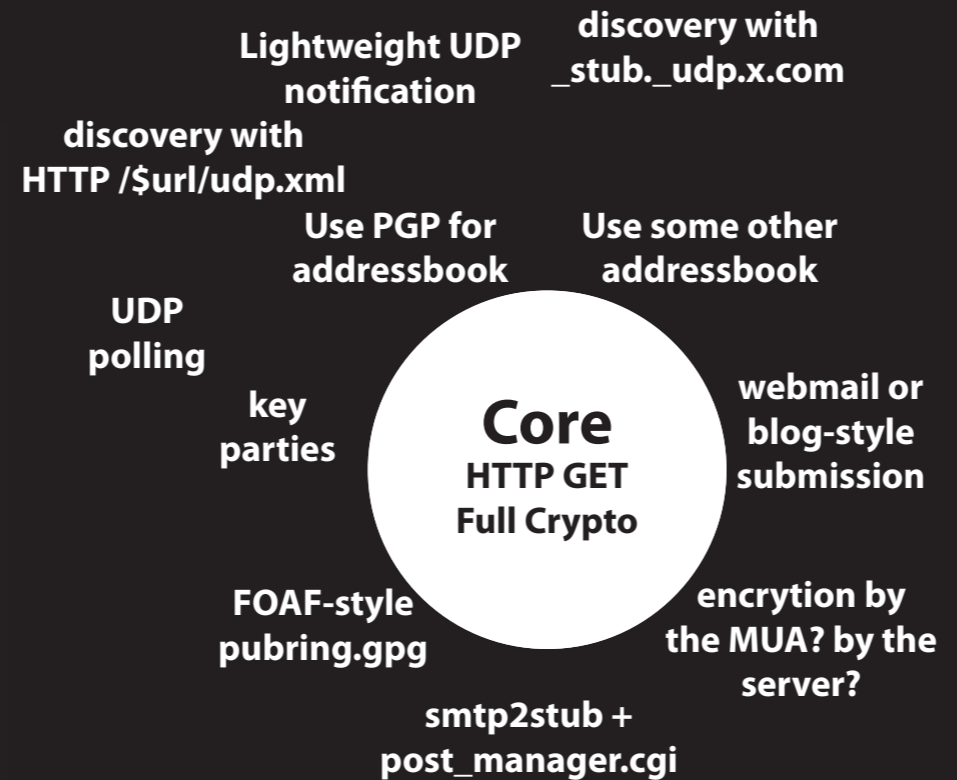 discovery with
_stub._udp.x.com
Lightweight UDP
notification
discovery with
HTTP /$url/udp.xml
Use PGP for
addressbook
Use some other
addressbook
UDP
polling
key
parties
Core
HTTP GET
Full Crypto
webmail or
blog-style
submission
FOAF-style
pubring.gpg
encrytion by
the MUA? by the
server?
smtp2stub +
post_manager.cgi